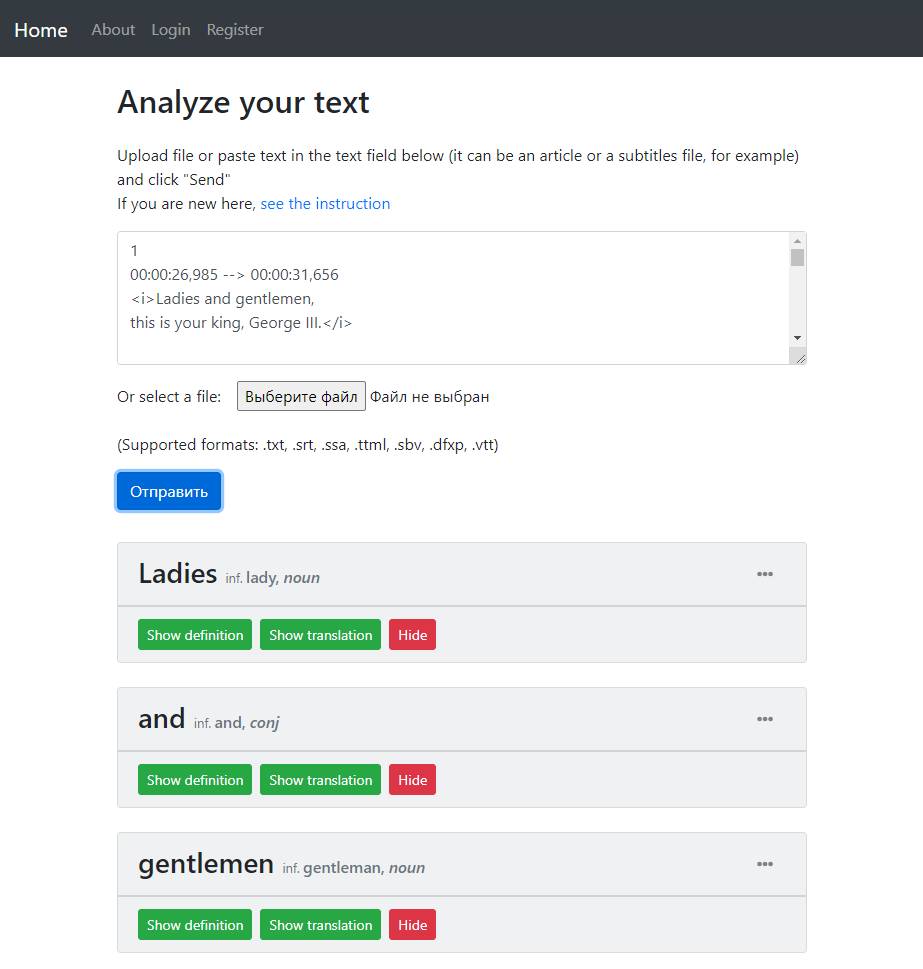 Home About Login Register
Analyze your text
Upload file or paste text in the text field below (it can be an article or a subtitles file, for example)
and click "Send"
If you are new here, see the instruction
1
00:00:26,985 --> 00:00:31,656
<i>Ladies and gentlemen,
this is your king, George III.</i>
Or select a file: Выберите файл Файл не выбран
(Supported formats: .txt, .srt, .ssa, .ttml, .sbv, .dfxp, .vtt)
Отправить
Ladies inf. lady, noun
Show definition Show translation Hide
and inf. and, conj
Show definition Show translation Hide
gentlemen inf. gentleman, noun
Show definition Show translation Hide